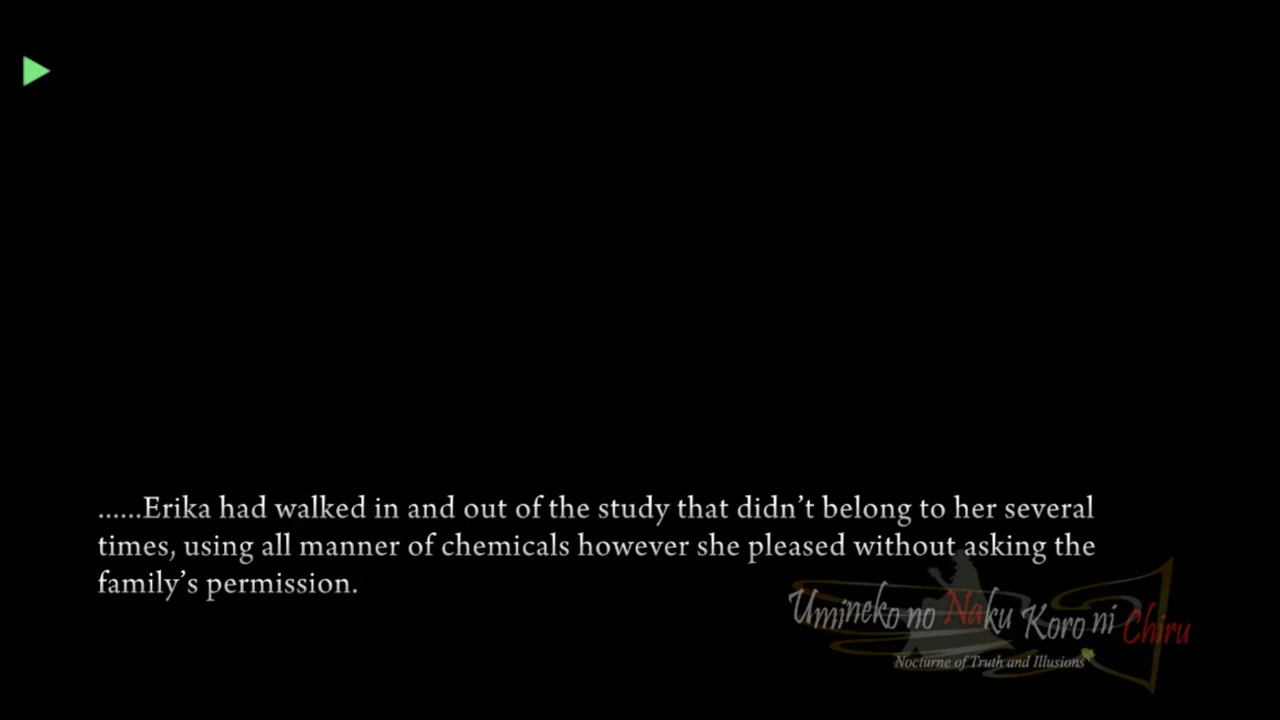 ......Erika had walked in and out of the study that didn’t belong to her several
times, using all manner of chemicals however she pleased without asking the
family’s permission.
Umineko no Naku Koro ni Chiru
Nocturne of Truth and Illusions